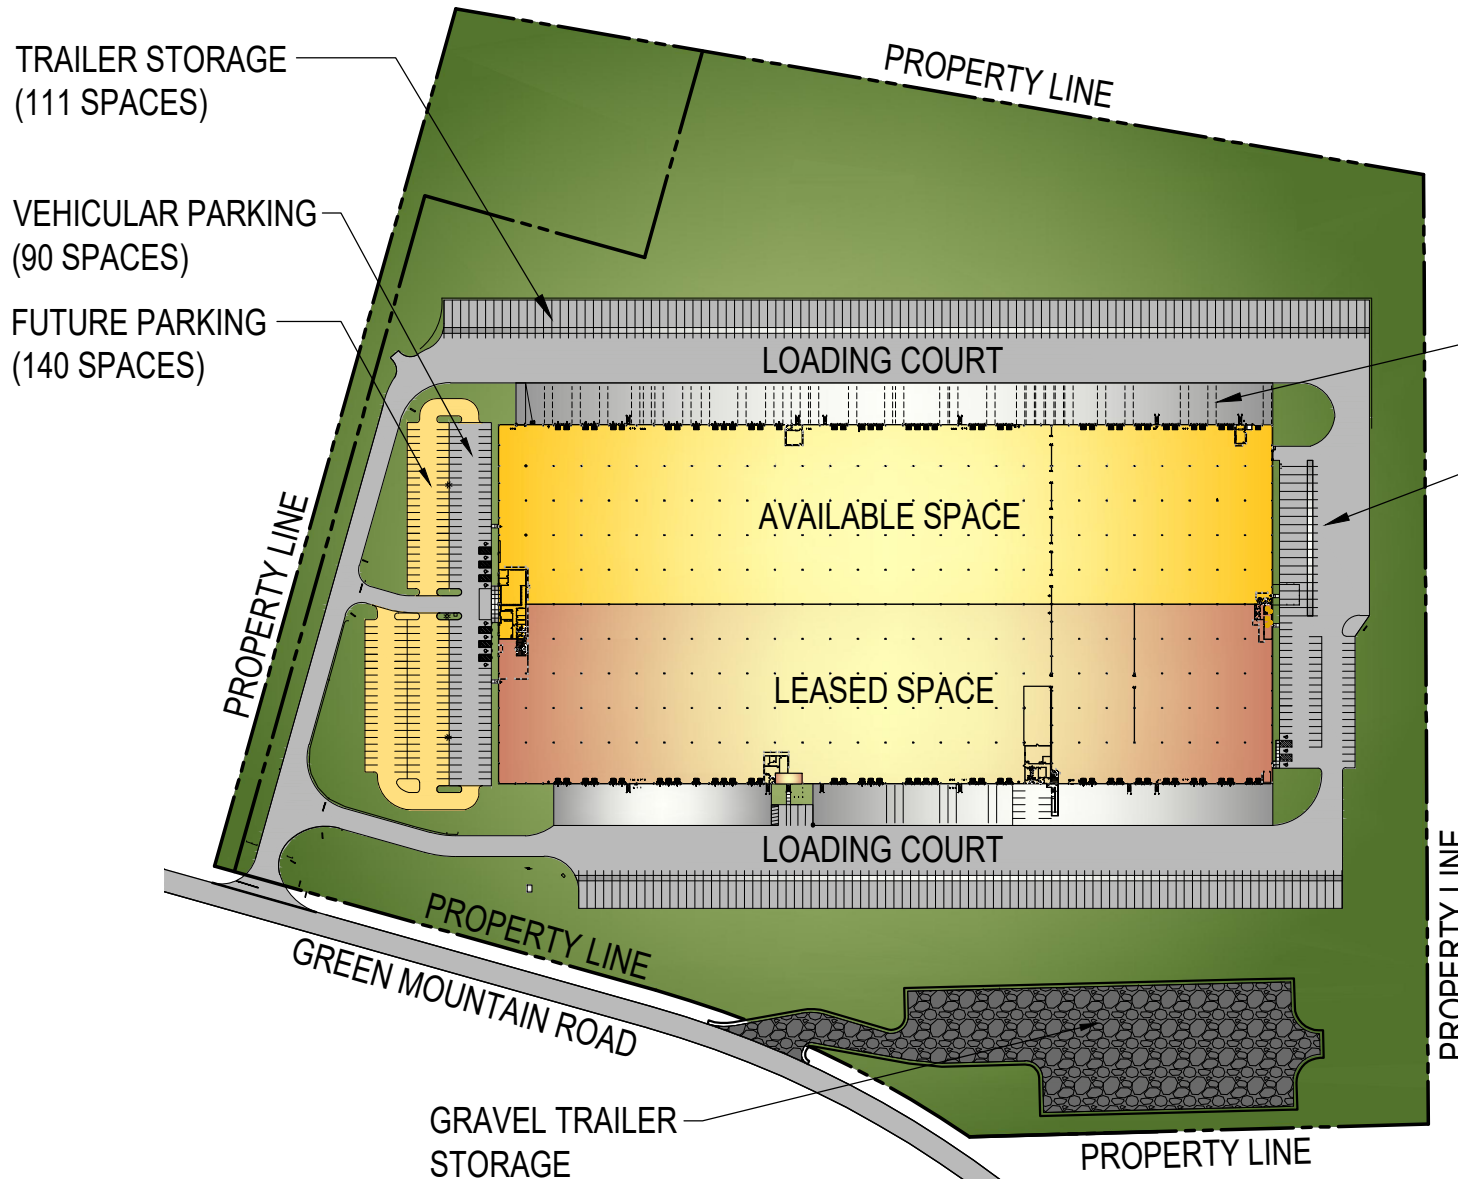 TRAILER STORAGE
(111 SPACES)
PROPERTY LINE
VEHICULAR PARKING
(90 SPACES)
FUTURE PARKING
(140 SPACES)
LOADING COURT
AVAILABLE SPACE
PROPERTY LINE
LEASED SPACE
LOADING COURT
PROPERTY LINE
PROPERTY LINE
GREEN MOUNTAIN ROAD
GRAVEL TRAILER
STORAGE
PROPERTY LINE